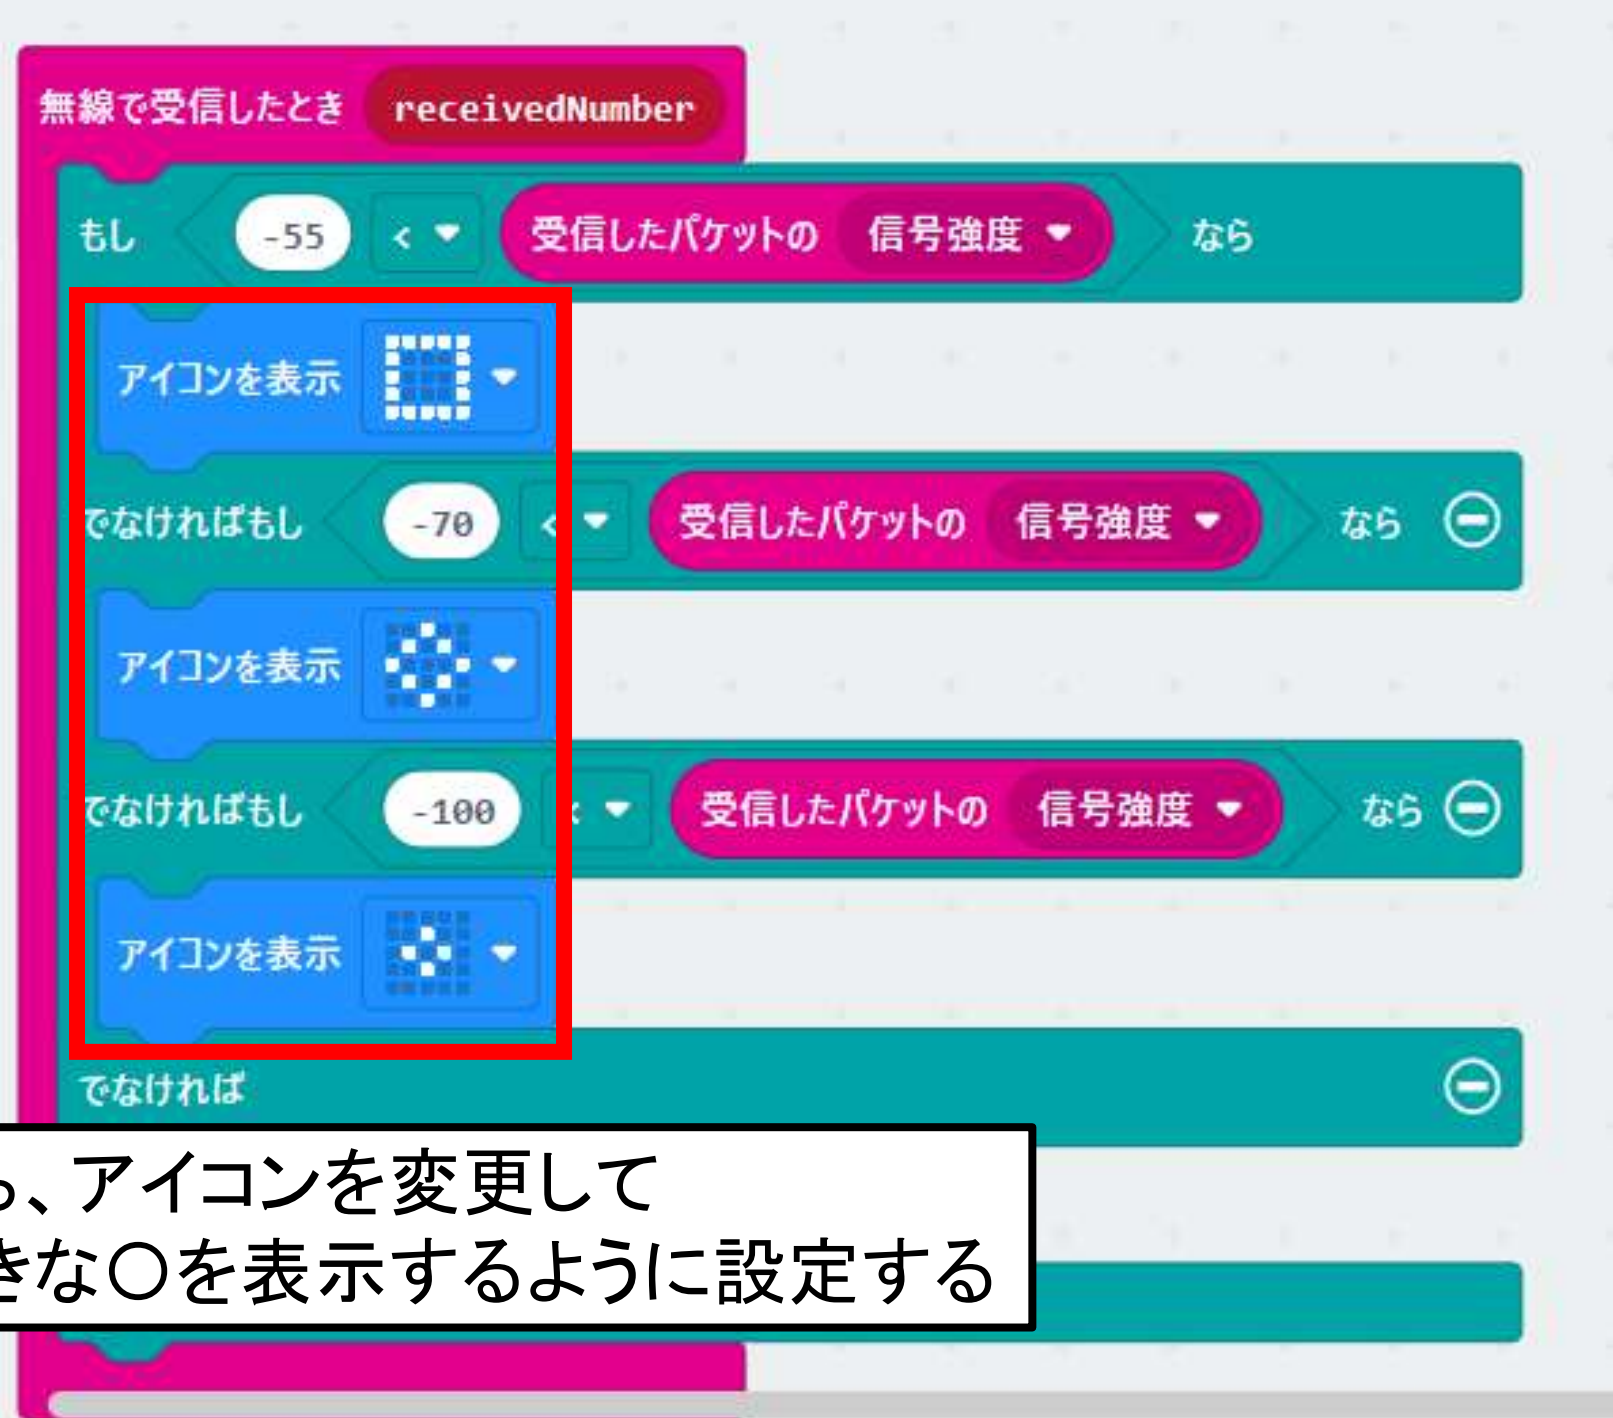 無線で受信したとき receivedNumber
もし -55 < 受信したパケットの 信号強度 なら
アイコンを表示
でなければもし -70 < 受信したパケットの 信号強度 なら
アイコンを表示
でなければもし -100 < 受信したパケットの 信号強度 なら
アイコンを表示
でなければ
、アイコンを変更して
きな〇を表示するように設定する